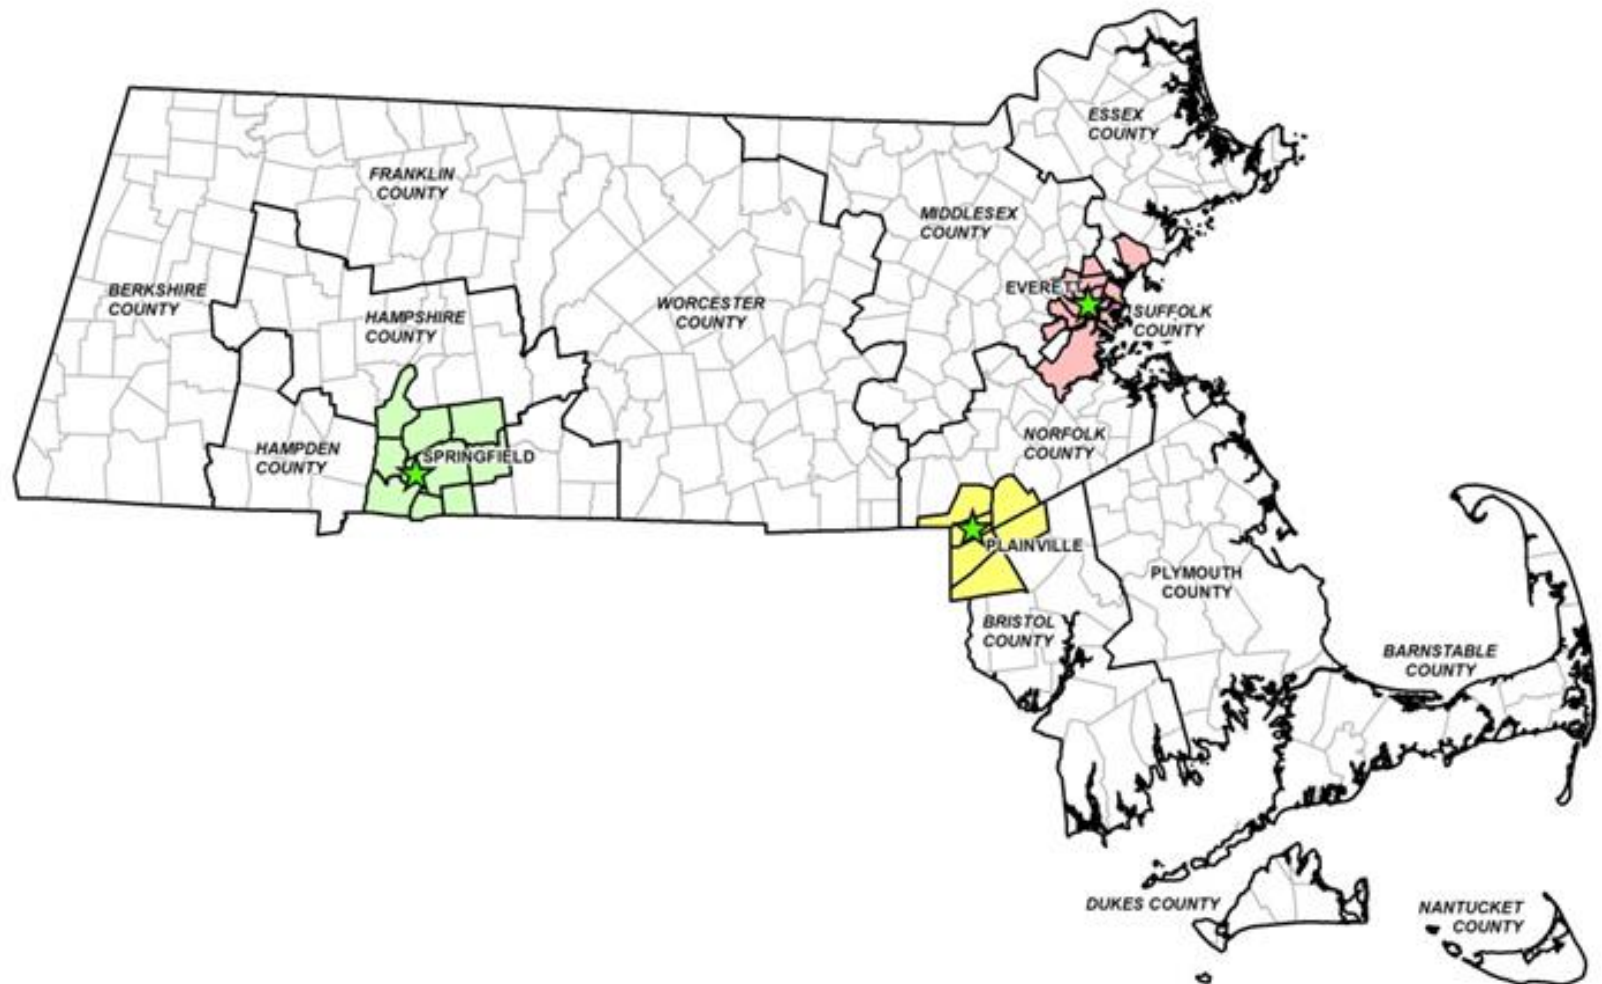 ESSEX
COUNTY
FRANKLIN
COUNTY
MIDDLESEX
COUNTY
BERKSHIRE
COUNTY
HAMPSHIRE
COUNTY
WORCESTER
COUNTY
EVERETT
SUFFOLK
COUNTY
HAMPDEN
COUNTY
SPRINGFIELD
NORFOLK
COUNTY
PLAINVILLE
PLYMOUTH
COUNTY
BRISTOL
COUNTY
BARNSTABLE
COUNTY
DUKES COUNTY
NANTUCKET
COUNTY